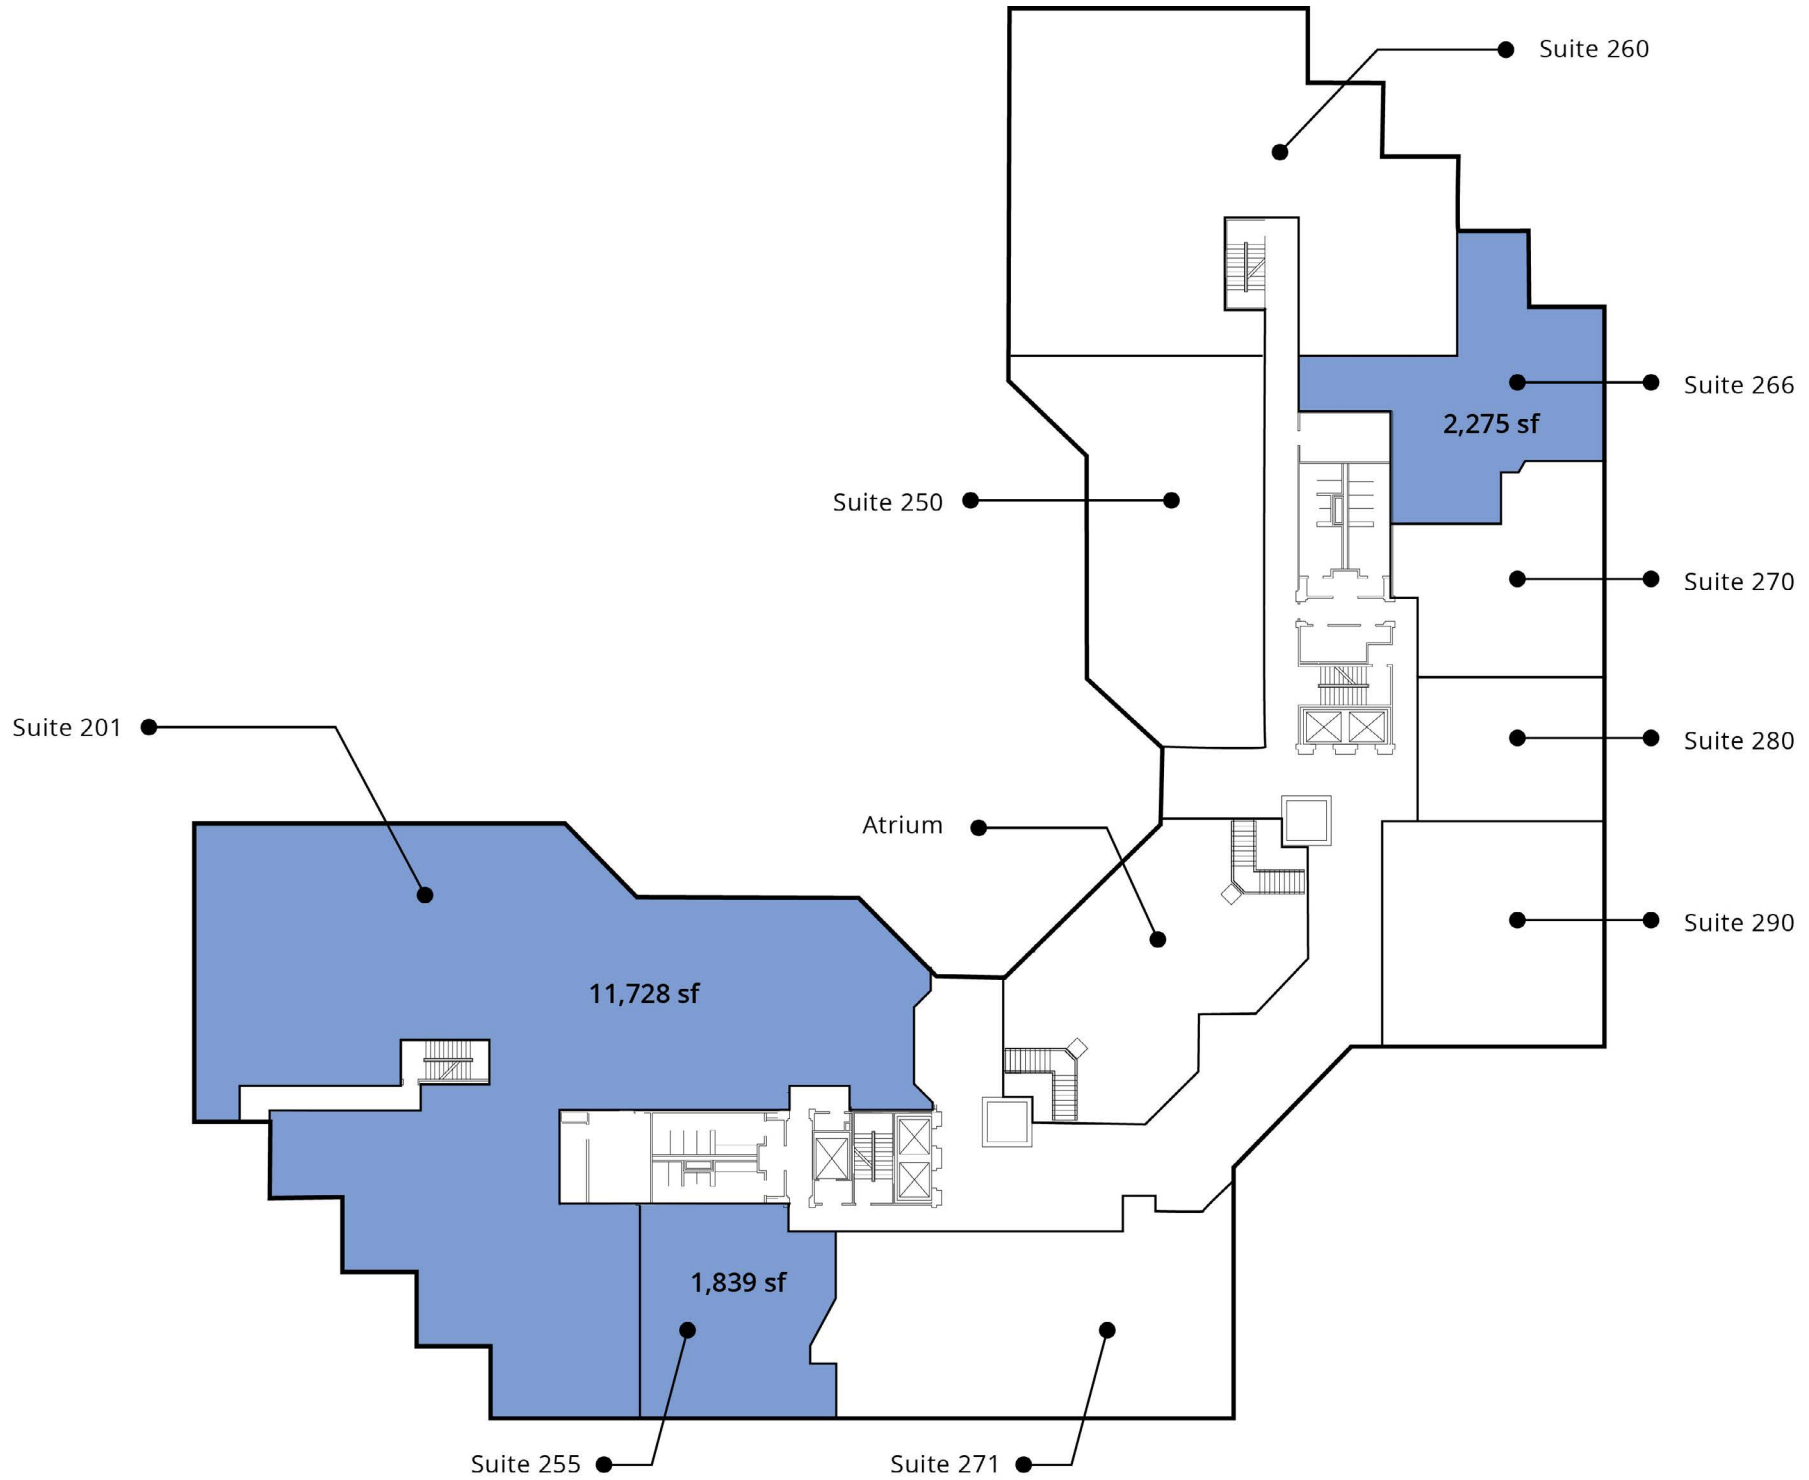 Suite 260
Suite 266
2,275 sf
Suite 250
Suite 270
Suite 201
Suite 280
Atrium
Suite 290
11,728 sf
1,839 sf
Suite 255
Suite 271